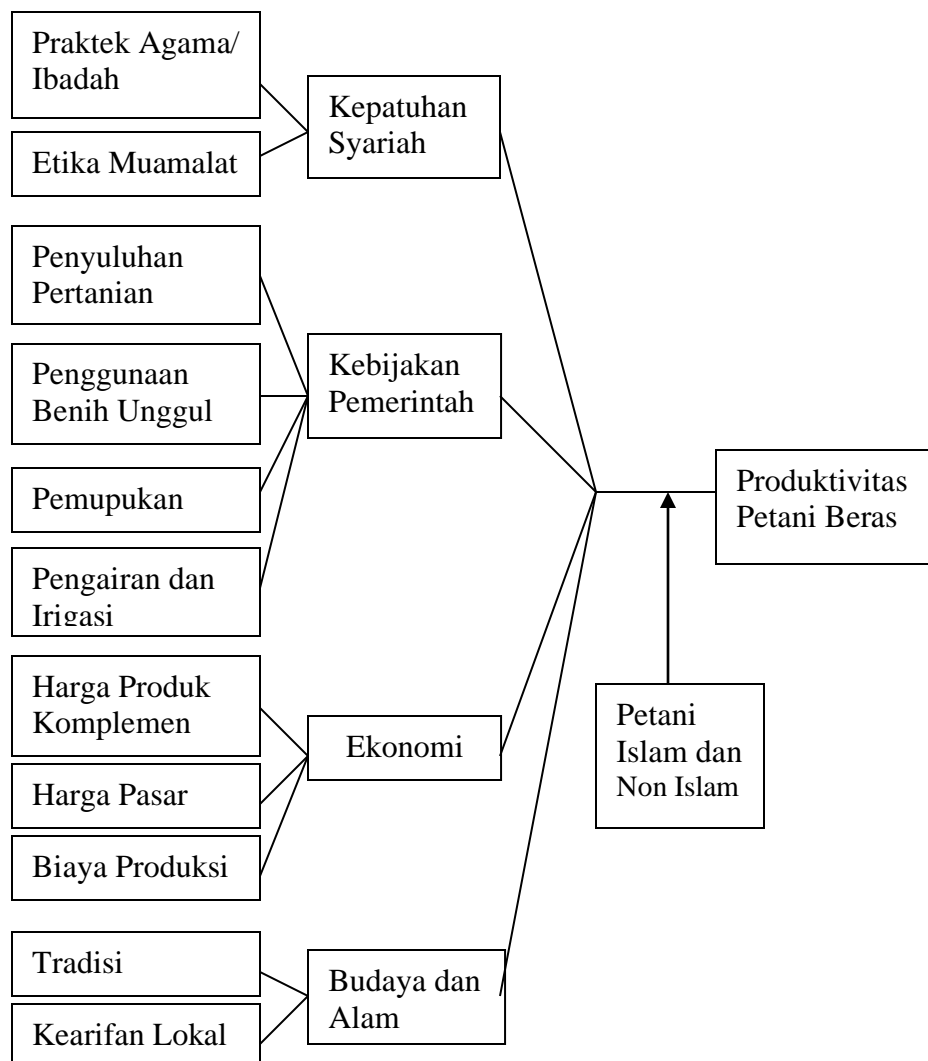 Praktek Agama/
Ibadah
Etika Muamalat
Kepatuhan
Syariah
Penyuluhan
Pertanian
Penggunaan
Benih Unggul
Pemupukan
Pengairan dan
Irigasi
Kebijakan
Pemerintah
Harga Produk
Komplemen
Harga Pasar
Biaya Produksi
Ekonomi
Tradisi
Kearifan Lokal
Budaya dan
Alam
Produktivitas
Petani Beras
Petani
Islam dan
Non Islam